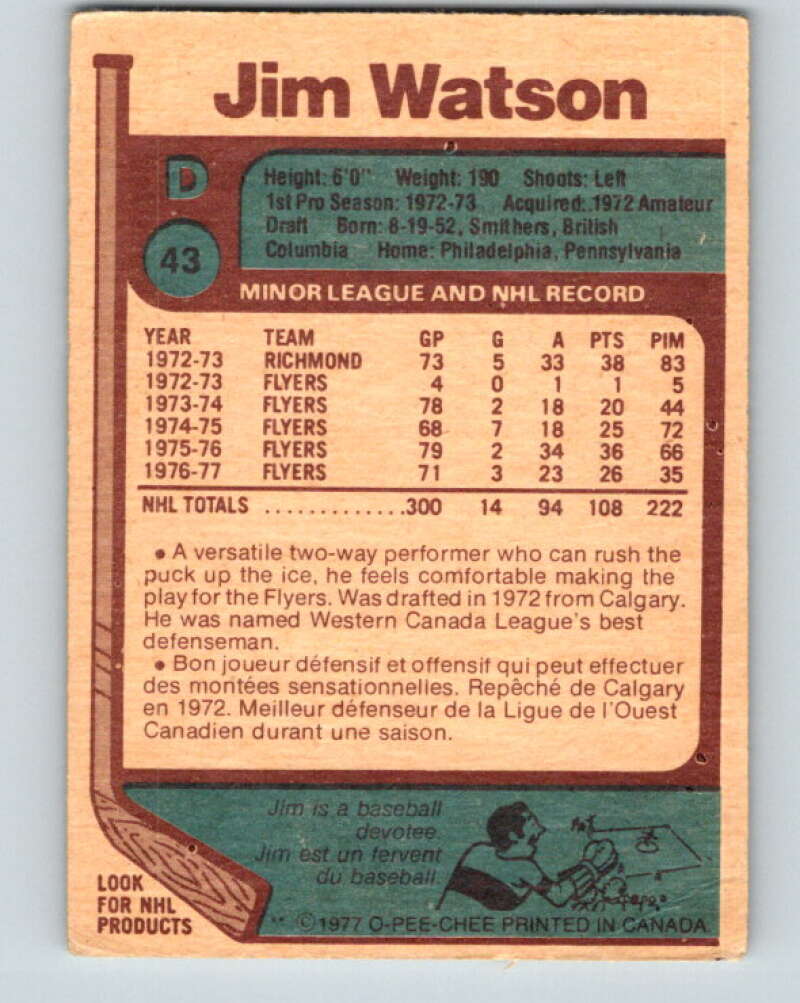 Jim Watson
D
43
Height: 6'0" Weight: 190 Shoots: Left
1st Pro Season: 1972-73 Acquired: 1972 Amateur
Draft Born: 8-19-52, Smithers, British
Columbia Home: Philadelphia, Pennsylvania
MINOR LEAGUE AND NHL RECORD
YEAR TEAM GP G A PTS PIM
1972-73 RICHMOND 73 5 33 38 83
1972-73 FLYERS 4 0 1 1 5
1973-74 FLYERS 78 2 18 20 44
1974-75 FLYERS 68 7 18 25 72
1975-76 FLYERS 79 2 34 36 66
1976-77 FLYERS 71 3 23 26 35
NHL TOTALS .............300 14 94 108 222
• A versatile two-way performer who can rush the
puck up the ice, he feels comfortable making the
play for the Flyers. Was drafted in 1972 from Calgary.
He was named Western Canada League's best
defenseman.
• Bon joueur défensif et offensif qui peut effectuer
des montées sensationnelles. Repêché de Calgary
en 1972. Meilleur défenseur de la Ligue de l'Ouest
Canadien durant une saison.
Jim is a baseball
devotee.
Jim est un fervent
du baseball.
LOOK
FOR NHL
PRODUCTS
** ©1977 O-PEE-CHEE PRINTED IN CANADA